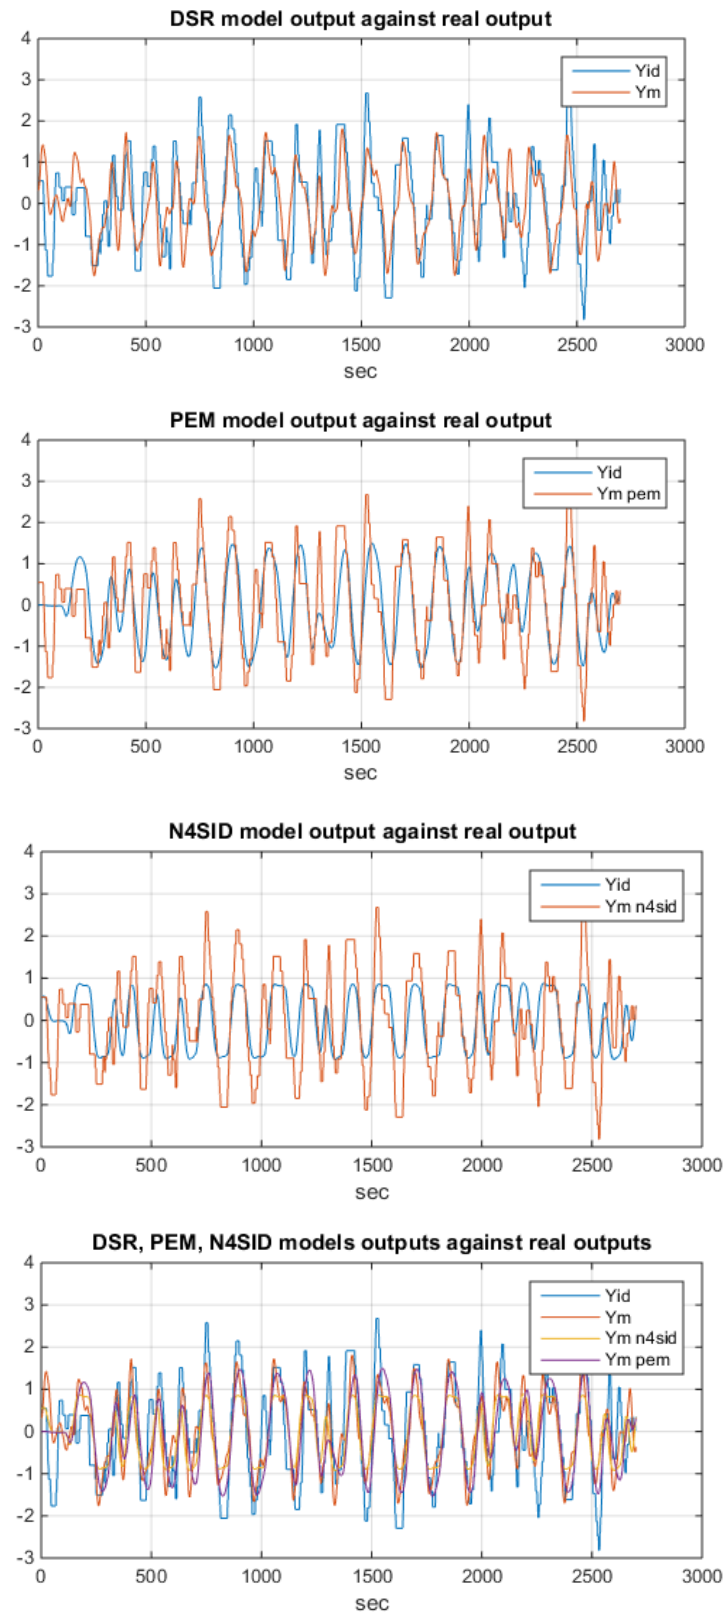 DSR model output against real output
4
Yid
3
Ym
2
1
0
-1
-2
-3
0 500 1000 1500 2000 2500 3000
sec
PEM model output against real output
4
Yid
3
Ym pem
2
1
0
-1
-2
-3
0 500 1000 1500 2000 2500 3000
sec
N4SID model output against real output
4
Yid
3
Ym n4sid
2
1
0
-1
-2
-3
0 500 1000 1500 2000 2500 3000
sec
DSR, PEM, N4SID models outputs against real outputs
4
Yid
3
Ym
Ym n4sid
2
Ym pem
1
0
-1
-2
-3
0 500 1000 1500 2000 2500 3000
sec